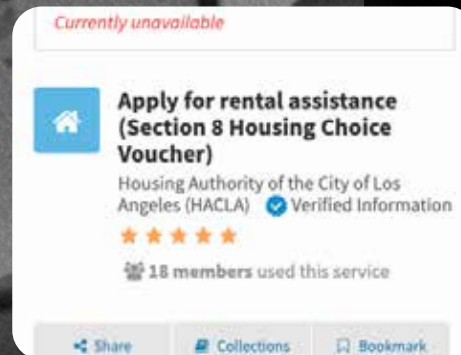 Currently unavailable
Apply for rental assistance
(Section 8 Housing Choice
Voucher)
Housing Authority of the City of Los
Angeles (HACLA) Verified Information
18 members used this service
Share Collections Bookmark